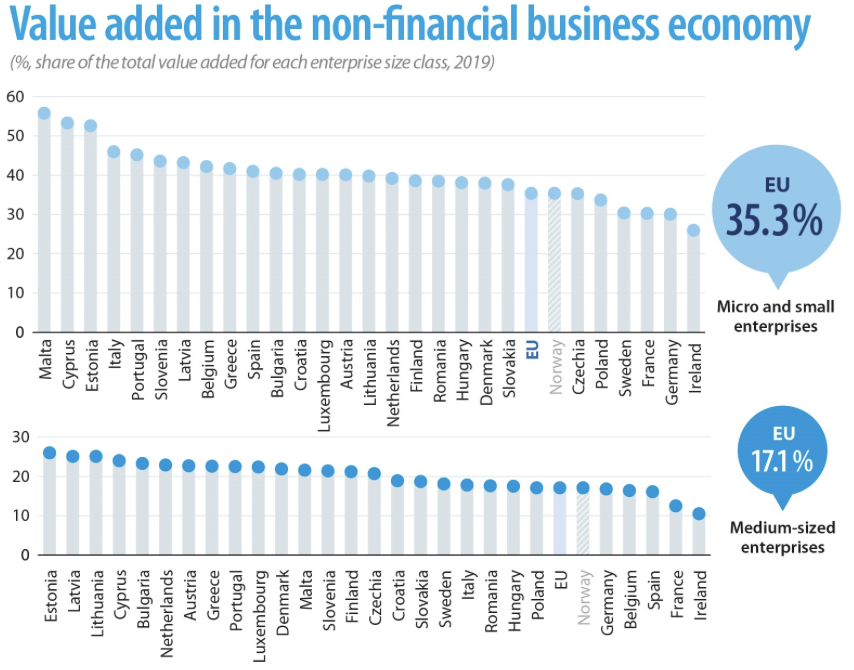 Value added in the non-financial business economy
(%, share of the total value added for each enterprise size class, 2019)
60
50
40
30
20
10
0
Malta
Cyprus
Estonia
Italy
Portugal
Slovenia
Latvia
Belgium
Greece
Spain
Bulgaria
Croatia
Luxembourg
Austria
Lithuania
Netherlands
Finland
Romania
Hungary
Denmark
Slovakia
EU
Norway
Czechia
Poland
Sweden
France
Germany
Ireland
EU
35.3%
Micro and small
enterprises
30
20
10
0
Estonia
Latvia
Lithuania
Cyprus
Bulgaria
Netherlands
Austria
Greece
Portugal
Luxembourg
Denmark
Malta
Slovenia
Finland
Czechia
Croatia
Slovakia
Sweden
Italy
Romania
Hungary
Poland
EU
Norway
Germany
Belgium
Spain
France
Ireland
EU
17.1%
Medium-sized
enterprises